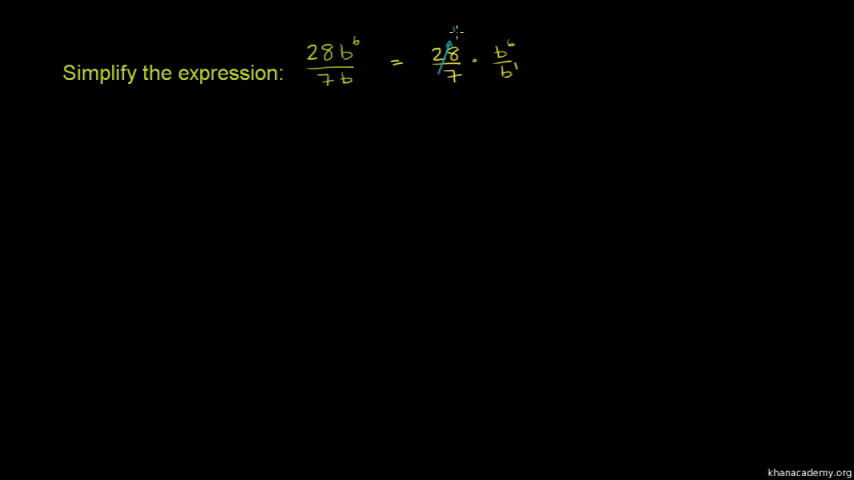 Simplify the expression: 28b⁶/7b = 28/7 · b⁶/b¹
khanacademy.org